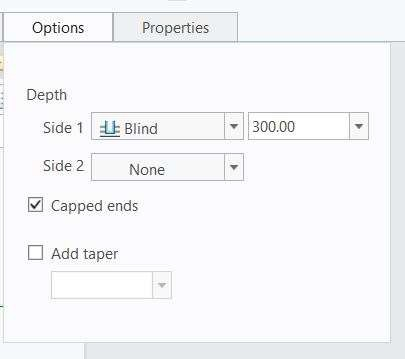 Options Properties
Depth
Side 1 Blind 300.00
Side 2 None
Capped ends
Add taper